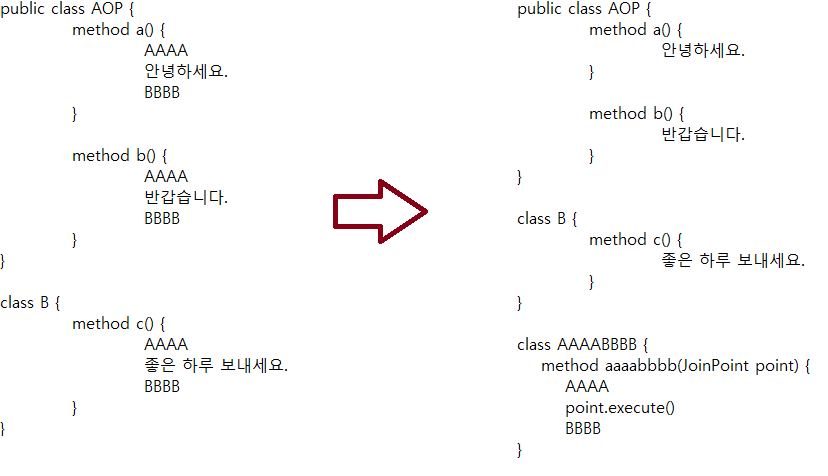 public class AOP {
method a() {
AAAA
안녕하세요.
BBBB
}
method b() {
AAAA
반갑습니다.
BBBB
}
}
class B {
method c() {
AAAA
좋은 하루 보내세요.
BBBB
}
}
public class AOP {
method a() {
안녕하세요.
}
method b() {
반갑습니다.
}
}
class B {
method c() {
좋은 하루 보내세요.
}
}
class AAAABBBB {
method aaaabbbb(JoinPoint point) {
AAAA
point.execute()
BBBB
}